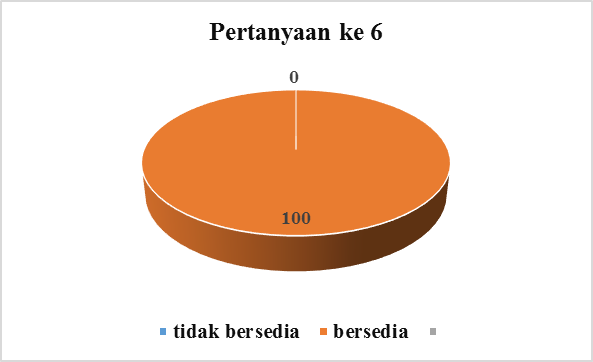 Pertanyaan ke 6
0
100
tidak bersedia bersedia